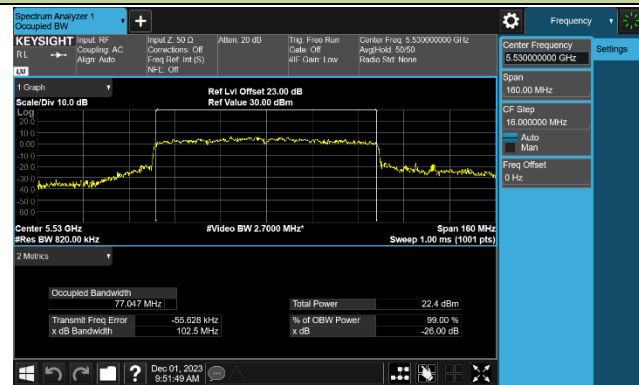 Spectrum Analyzer 1
Occupied BW
Frequency
KEYSIGHT Input: RF Input Z: 50 Ω Atten: 20 dB Trig: Free Run Center Freq: 5.530000000 GHz
RL Coupling: AC Corrections: Off Gate: Off Avg|Hold: 50/50
Align: Auto Freq Ref: Int (S) #IF Gain: Low Radio Std: None
LXI NFE: Off
Center Frequency
5.530000000 GHz
Settings
Span
160.00 MHz
CF Step
16.000000 MHz
Auto
Man
Freq Offset
0 Hz
1 Graph
Ref Lvl Offset 23.00 dB
Scale/Div 10.0 dB Ref Value 30.00 dBm
Log
20.0
10.0
0.00
-10.0
-20.0
-30.0
-40.0
-50.0
-60.0
Center 5.53 GHz #Video BW 2.7000 MHz* Span 160 MHz
#Res BW 820.00 kHz Sweep 1.00 ms (1001 pts)
2 Metrics
Occupied Bandwidth
77.047 MHz Total Power 22.4 dBm
Transmit Freq Error -55.628 kHz % of OBW Power 99.00 %
x dB Bandwidth 102.5 MHz x dB -26.00 dB
? Dec 01, 2023
9:51:49 AM